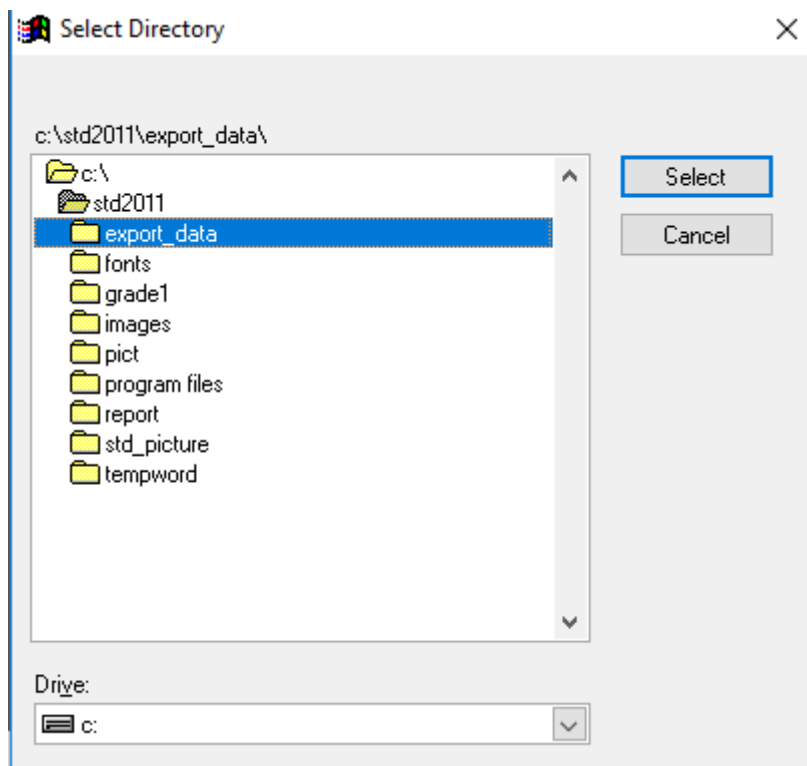 Select Directory
c:\std2011\export_data\
c:\
std2011
export_data
fonts
grade1
images
pict
program files
report
std_picture
tempword
Select
Cancel
Drive:
c: